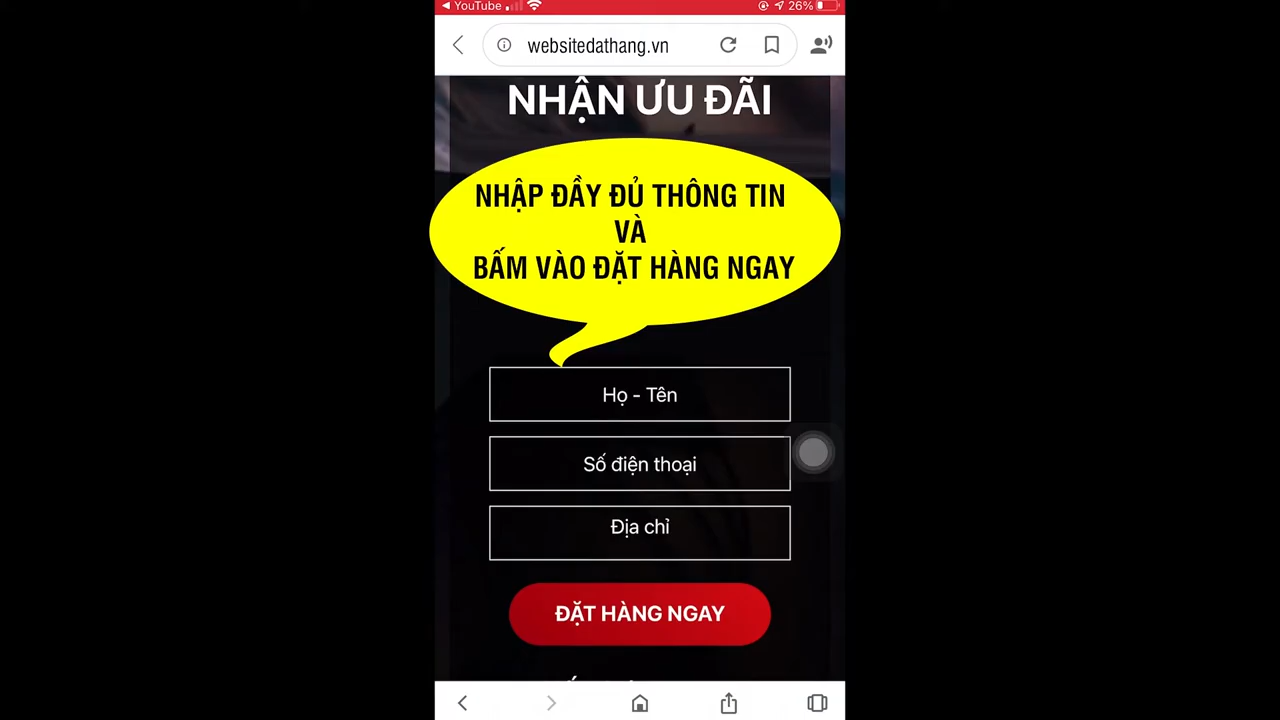 YouTube
26%
websitedathang.vn
NHẬN ƯU ĐÃI
NHẬP ĐẦY ĐỦ THÔNG TIN
VÀ
BẤM VÀO ĐẶT HÀNG NGAY
Họ - Tên
Số điện thoại
Địa chỉ
ĐẶT HÀNG NGAY